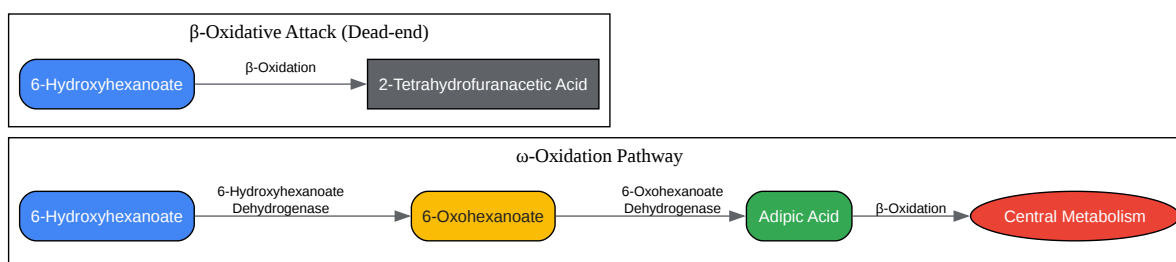 β-Oxidative Attack (Dead-end)
6-Hydroxyhexanoate
β-Oxidation
2-Tetrahydrofuranacetic Acid
ω-Oxidation Pathway
6-Hydroxyhexanoate
6-Hydroxyhexanoate
Dehydrogenase
6-Oxohexanoate
6-Oxohexanoate
Dehydrogenase
Adipic Acid
β-Oxidation
Central Metabolism